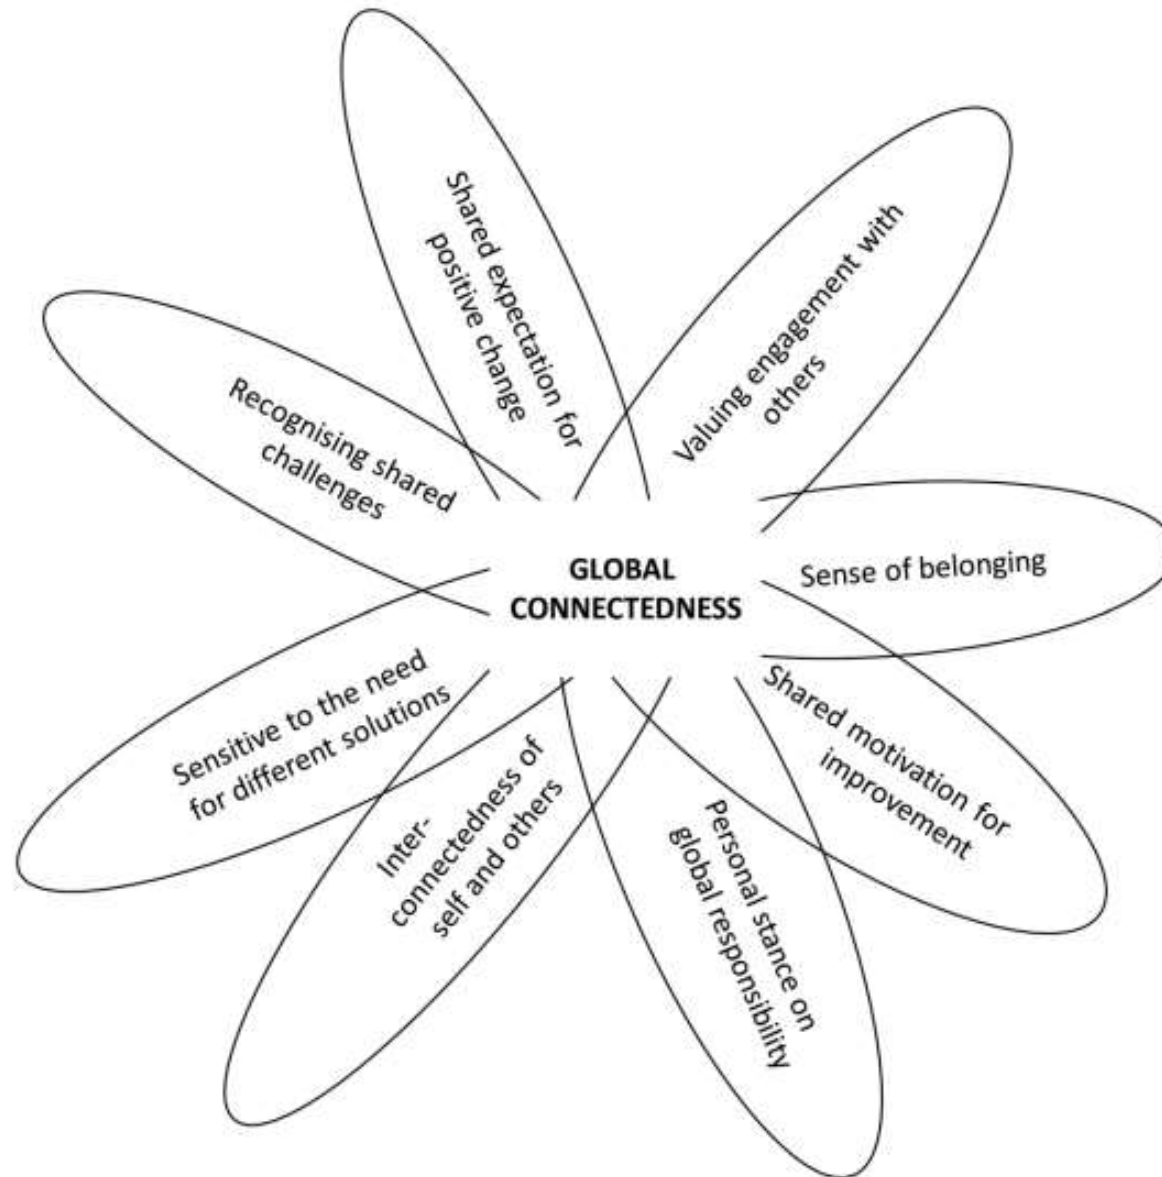 Shared expectation for
positive change
Valuing engagement with
others
Recognising shared
challenges
GLOBAL
CONNECTEDNESS
Sense of belonging
Sensitive to the need
for different solutions
Shared motivation for
improvement
Inter-
connectedness of
self and others
Personal stance on
global responsibility